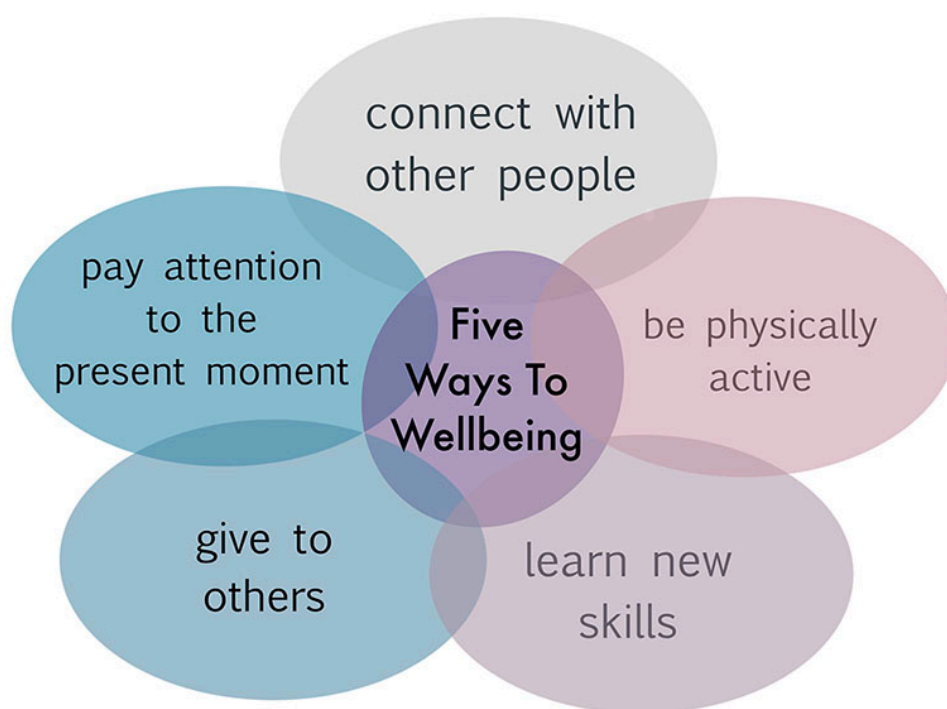 connect with
other people
be physically
active
learn new
skills
give to
others
pay attention
to the
present moment
Five
Ways To
Wellbeing